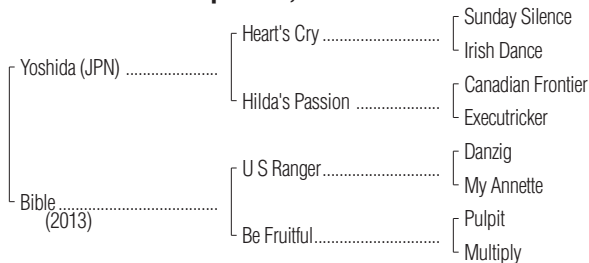 Sunday Silence
Heart's Cry
Irish Dance
Yoshida (JPN)
Canadian Frontier
Hilda's Passion
Executricker
Danzig
U S Ranger
My Annette
Bible
(2013)
Pulpit
Be Fruitful
Multiply